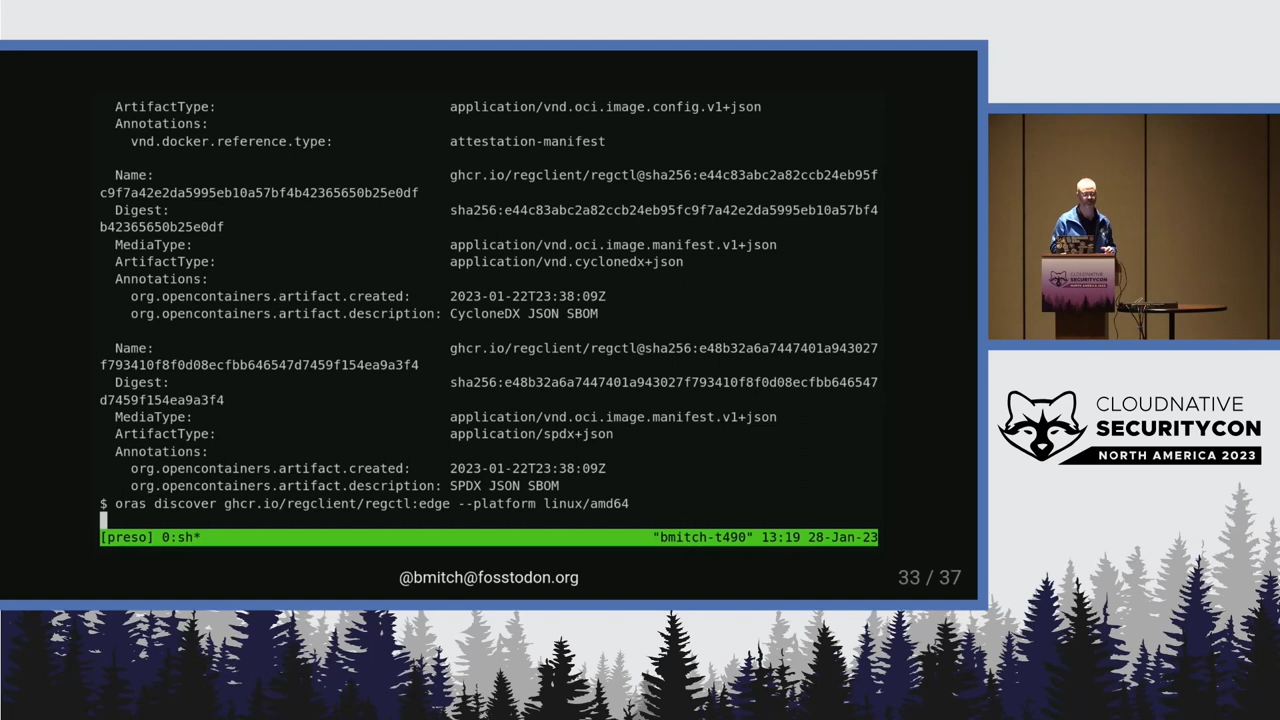 ArtifactType: application/vnd.oci.image.config.v1+json
Annotations:
vnd.docker.reference.type: attestation-manifest
Name: ghcr.io/regclient/regctl@sha256:e44c83abc2a82ccb24eb95f
c9f7a42e2da5995eb10a57bf4b42365650b25e0df
Digest: sha256:e44c83abc2a82ccb24eb95fc9f7a42e2da5995eb10a57bf4
b42365650b25e0df
MediaType: application/vnd.oci.image.manifest.v1+json
ArtifactType: application/vnd.cyclonedx+json
Annotations:
org.opencontainers.artifact.created: 2023-01-22T23:38:09Z
org.opencontainers.artifact.description: CycloneDX JSON SBOM
Name: ghcr.io/regclient/regctl@sha256:e48b32a6a7447401a943027
f793410f8f0d08ecfbb646547d7459f154ea9a3f4
Digest: sha256:e48b32a6a7447401a943027f793410f8f0d08ecfbb646547
d7459f154ea9a3f4
MediaType: application/vnd.oci.image.manifest.v1+json
ArtifactType: application/spdx+json
Annotations:
org.opencontainers.artifact.created: 2023-01-22T23:38:09Z
org.opencontainers.artifact.description: SPDX JSON SBOM
$ oras discover ghcr.io/regclient/regctl:edge --platform linux/amd64
[preso] 0:sh* "bmitch-t490" 13:19 28-Jan-23
@bmitch@fosstodon.org
33 / 37
CLOUDNATIVE
SECURITYCON
CLOUDNATIVE
SECURITYCON
NORTH AMERICA 2023